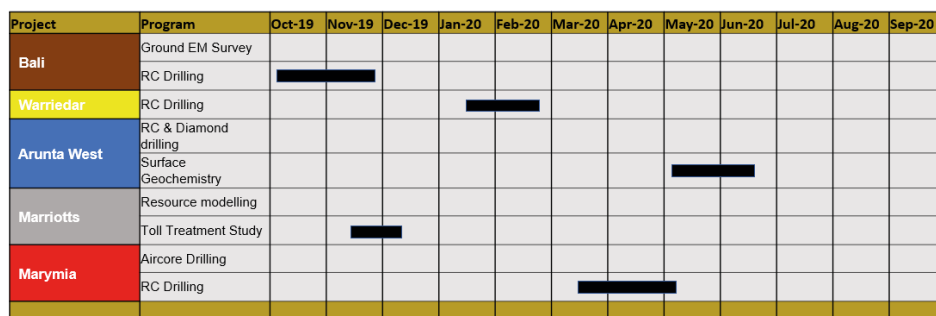 Project Program Oct-19 Nov-19 Dec-19 Jan-20 Feb-20 Mar-20 Apr-20 May-20 Jun-20 Jul-20 Aug-20 Sep-20
Bali
Ground EM Survey
RC Drilling
Warriedar
RC Drilling
Arunta West
RC & Diamond
drilling
Surface
Geochemistry
Marriotts
Resource modelling
Toll Treatment Study
Marymia
Aircore Drilling
RC Drilling